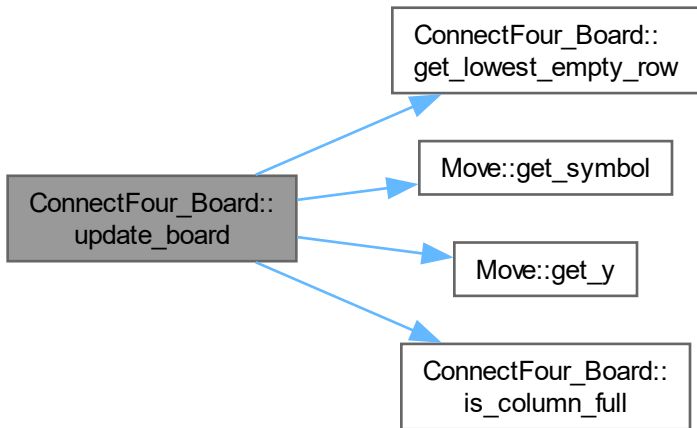 ConnectFour_Board::
update_board
ConnectFour_Board::
get_lowest_empty_row
Move::get_symbol
Move::get_y
ConnectFour_Board::
is_column_full